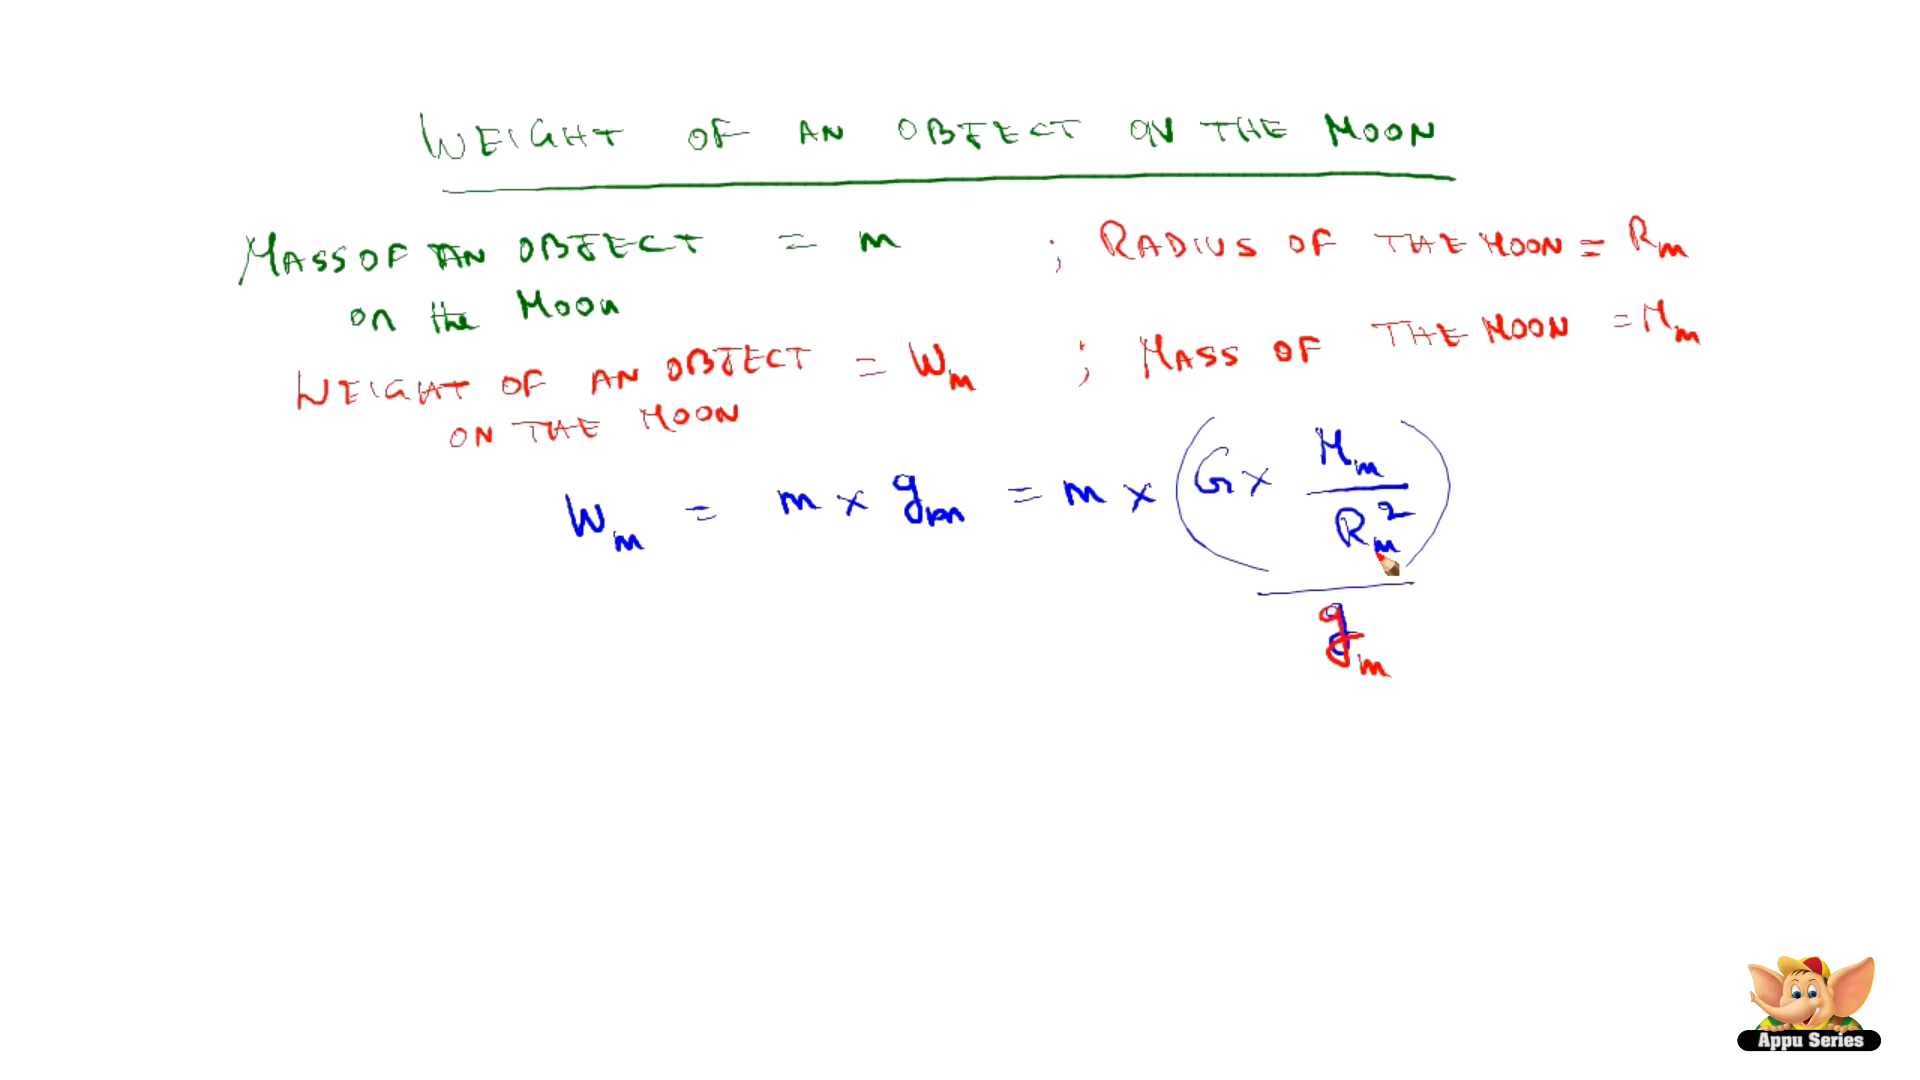 WEIGHT OF AN OBJECT ON THE MOON
MASS OF AN OBJECT = m ; RADIUS OF THE MOON = Rm
on the Moon
WEIGHT OF AN OBJECT = Wm ; MASS OF THE MOON = Mm
ON THE MOON
Wm = m × gm = m × (G × Mm / Rm²)
gm
Appu Series